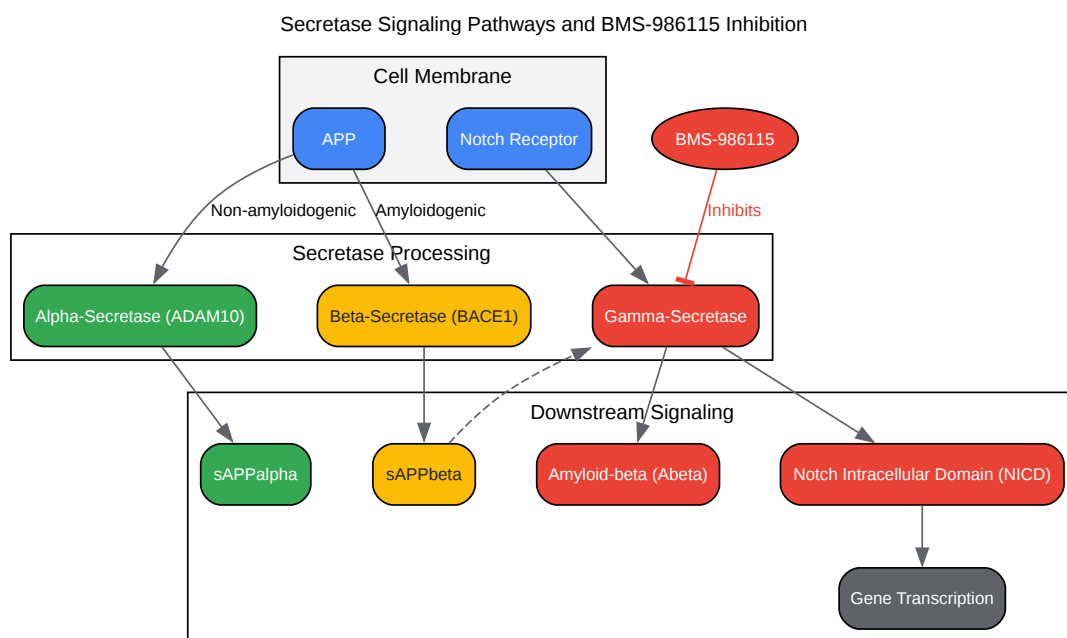 Secretase Signaling Pathways and BMS-986115 Inhibition
Cell Membrane
APP
Notch Receptor
BMS-986115
Non-amyloidogenic
Amyloidogenic
Inhibits
Secretase Processing
Alpha-Secretase (ADAM10)
Beta-Secretase (BACE1)
Gamma-Secretase
Downstream Signaling
sAPPalpha
sAPPbeta
Amyloid-beta (Abeta)
Notch Intracellular Domain (NICD)
Gene Transcription